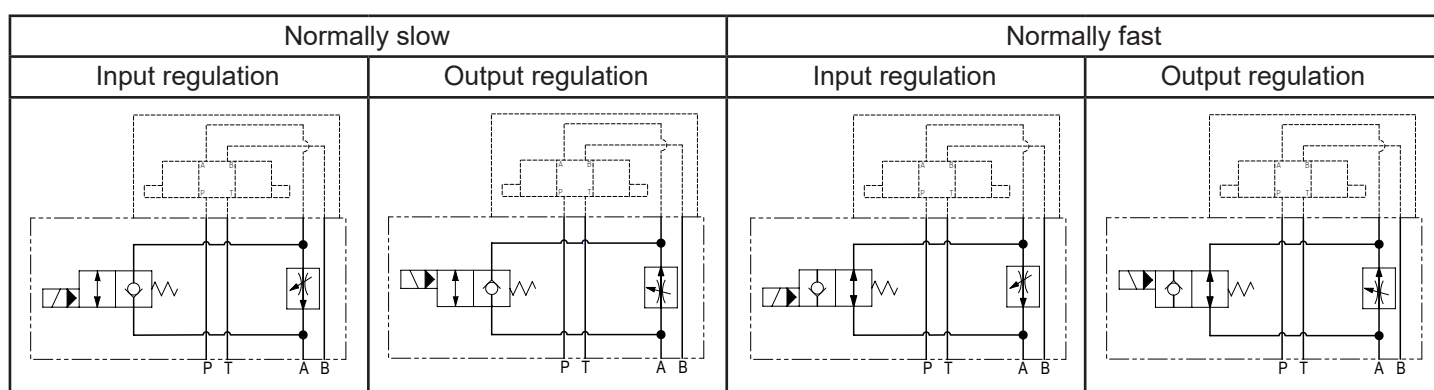 Normally slow Normally fast
Input regulation Output regulation Input regulation Output regulation
A B A B A B A B
P T P T P T P T
P T A B P T A B P T A B P T A B